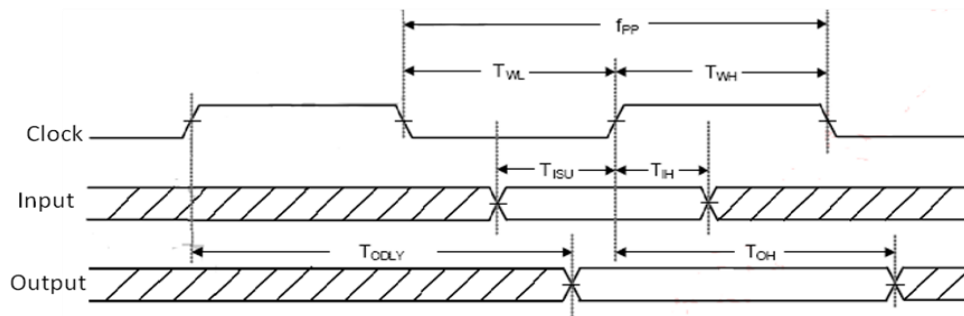 fPP
TWL TWH
Clock
TISU TIH
Input
TODLY TOH
Output